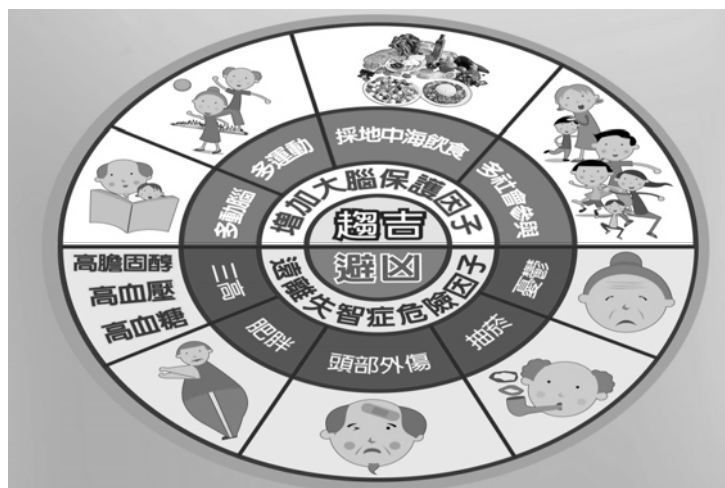 採地中海飲食
多運動
多社會參與
多動腦
增加大腦保護因子
趨吉
避凶
遠離失智症危險因子
三高
高膽固醇
高血壓
高血糖
肥胖
頭部外傷
抽菸
憂鬱